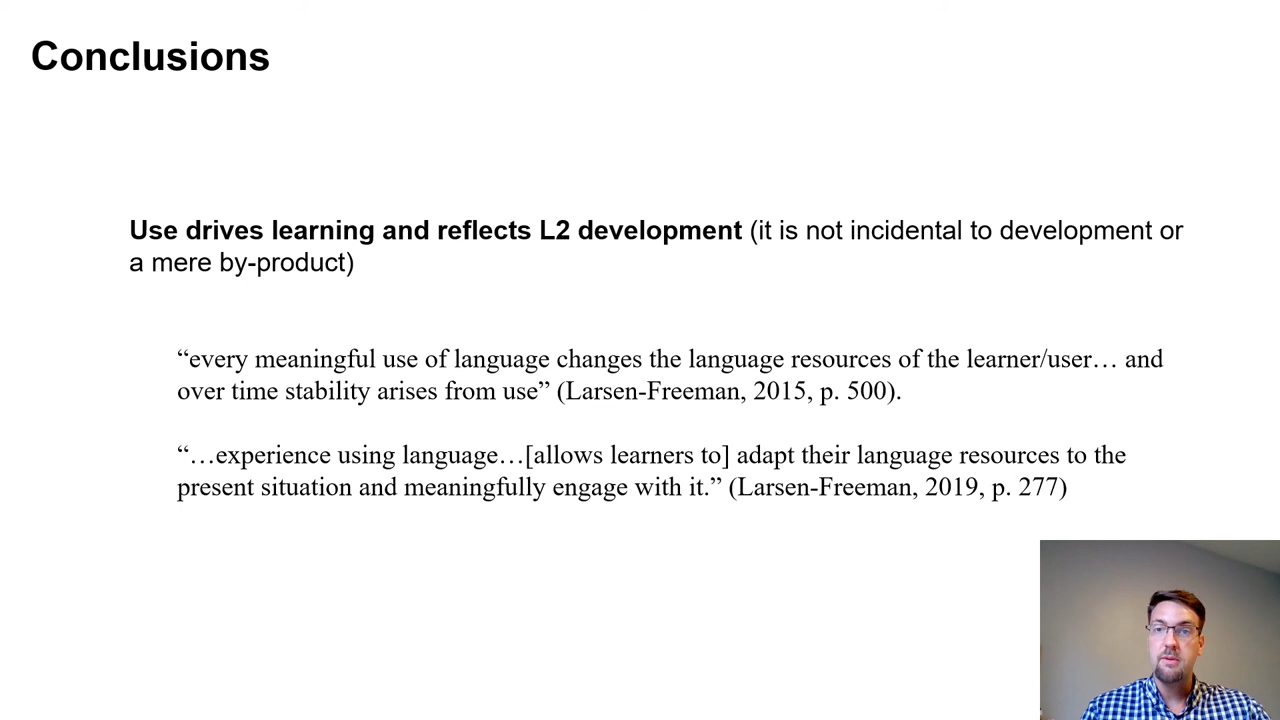 Conclusions
Use drives learning and reflects L2 development (it is not incidental to development or
a mere by-product)
“every meaningful use of language changes the language resources of the learner/user… and
over time stability arises from use” (Larsen-Freeman, 2015, p. 500).
“…experience using language…[allows learners to] adapt their language resources to the
present situation and meaningfully engage with it.” (Larsen-Freeman, 2019, p. 277)